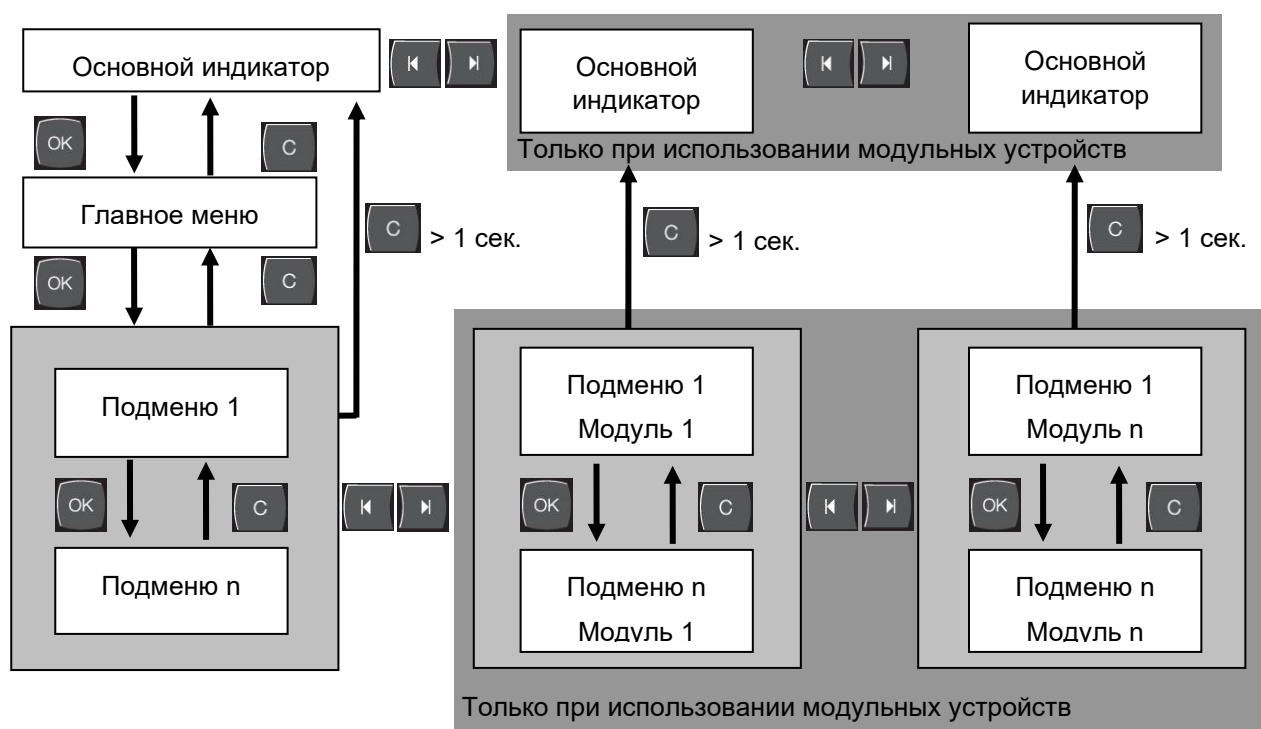 Основной индикатор
Основной
индикатор
Основной
индикатор
Только при использовании модульных устройств
OK
C
Главное меню
C
> 1 сек.
C
> 1 сек.
C
> 1 сек.
OK
C
Подменю 1
OK
C
Подменю n
Подменю 1
Модуль 1
OK
C
Подменю n
Модуль 1
Подменю 1
Модуль n
OK
C
Подменю n
Модуль n
Только при использовании модульных устройств